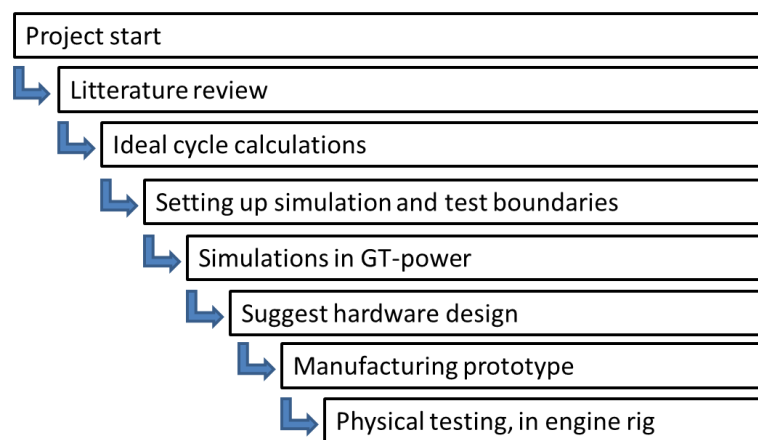 Project start
Litterature review
Ideal cycle calculations
Setting up simulation and test boundaries
Simulations in GT-power
Suggest hardware design
Manufacturing prototype
Physical testing, in engine rig